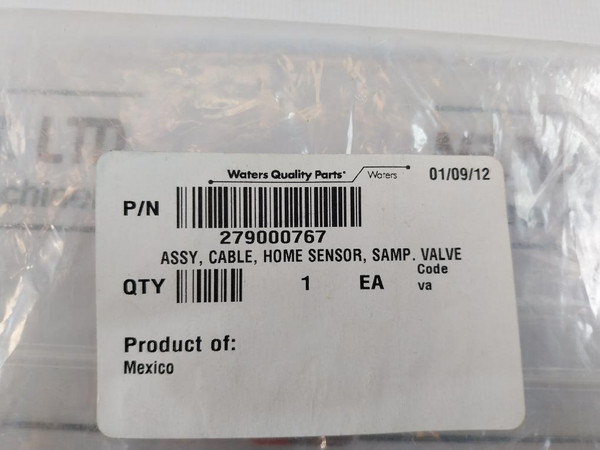 LTD
Waters Quality Parts
Waters
01/09/12
P/N
279000767
ASSY, CABLE, HOME SENSOR, SAMP. VALVE
QTY 1 EA Code
va
Product of:
Mexico